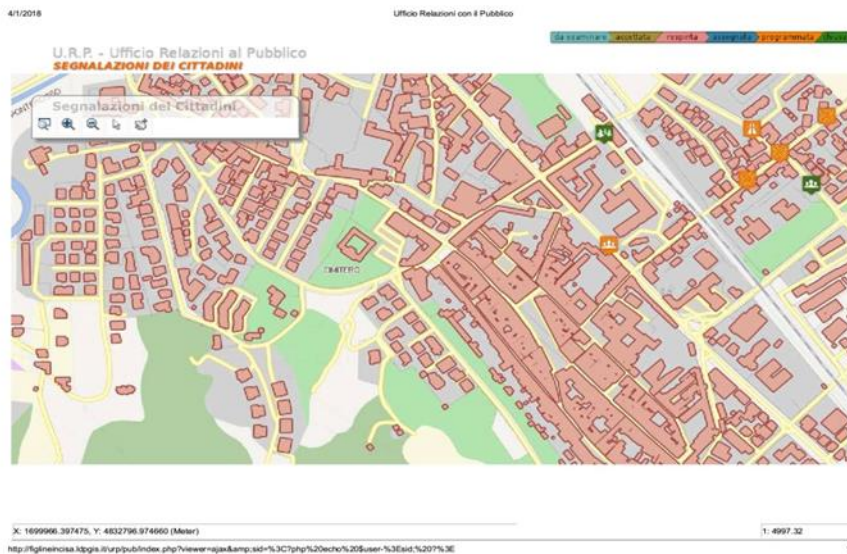 4/1/2018
Ufficio Relazioni con il Pubblico
da esaminare accettata respinta assegnata programmata chiusa
U.R.P. - Ufficio Relazioni al Pubblico
SEGNALAZIONI DEI CITTADINI
Segnalazioni dei Cittadini
CIMITERO
X: 1699966.397475, Y: 4832796.974660 (Meter)
1: 4997.32
http://figlineincisa.ldpgis.it/urp/pub/index.php?viewer=ajax&amp;sid=%3C?php%20echo%20$user-%3Esid;%20?%3E